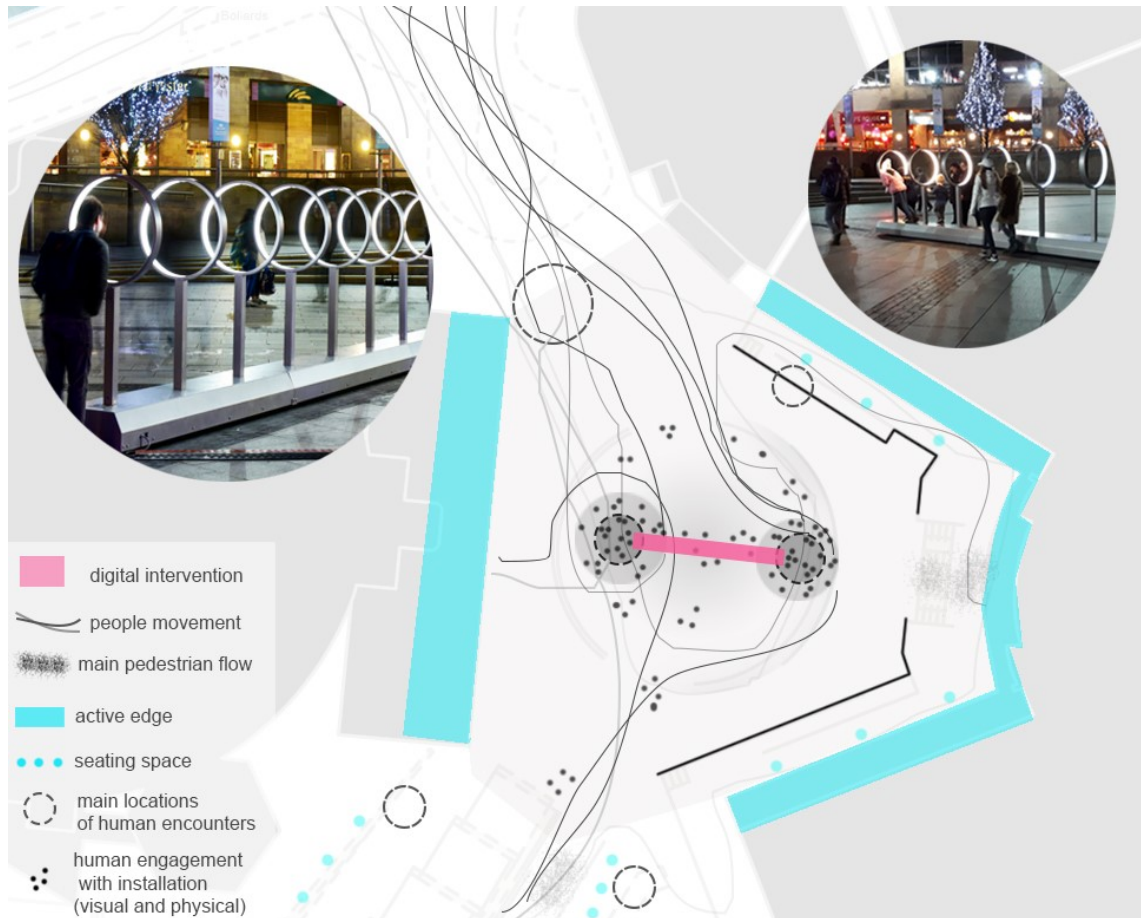 Bollards
digital intervention
people movement
main pedestrian flow
active edge
seating space
main locations
of human encounters
human engagement
with installation
(visual and physical)